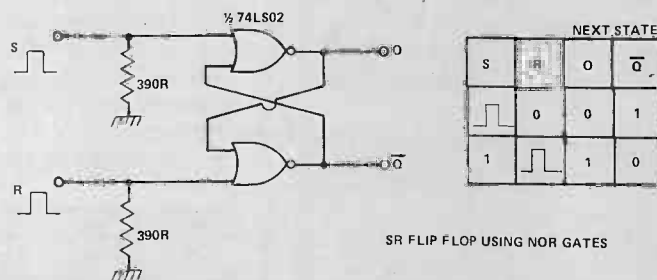 ½ 74LS02
S
390R
O
Q
R
390R
NEXT STATE
S R O Q
0 0 1
1 1 0
SR FLIP FLOP USING NOR GATES